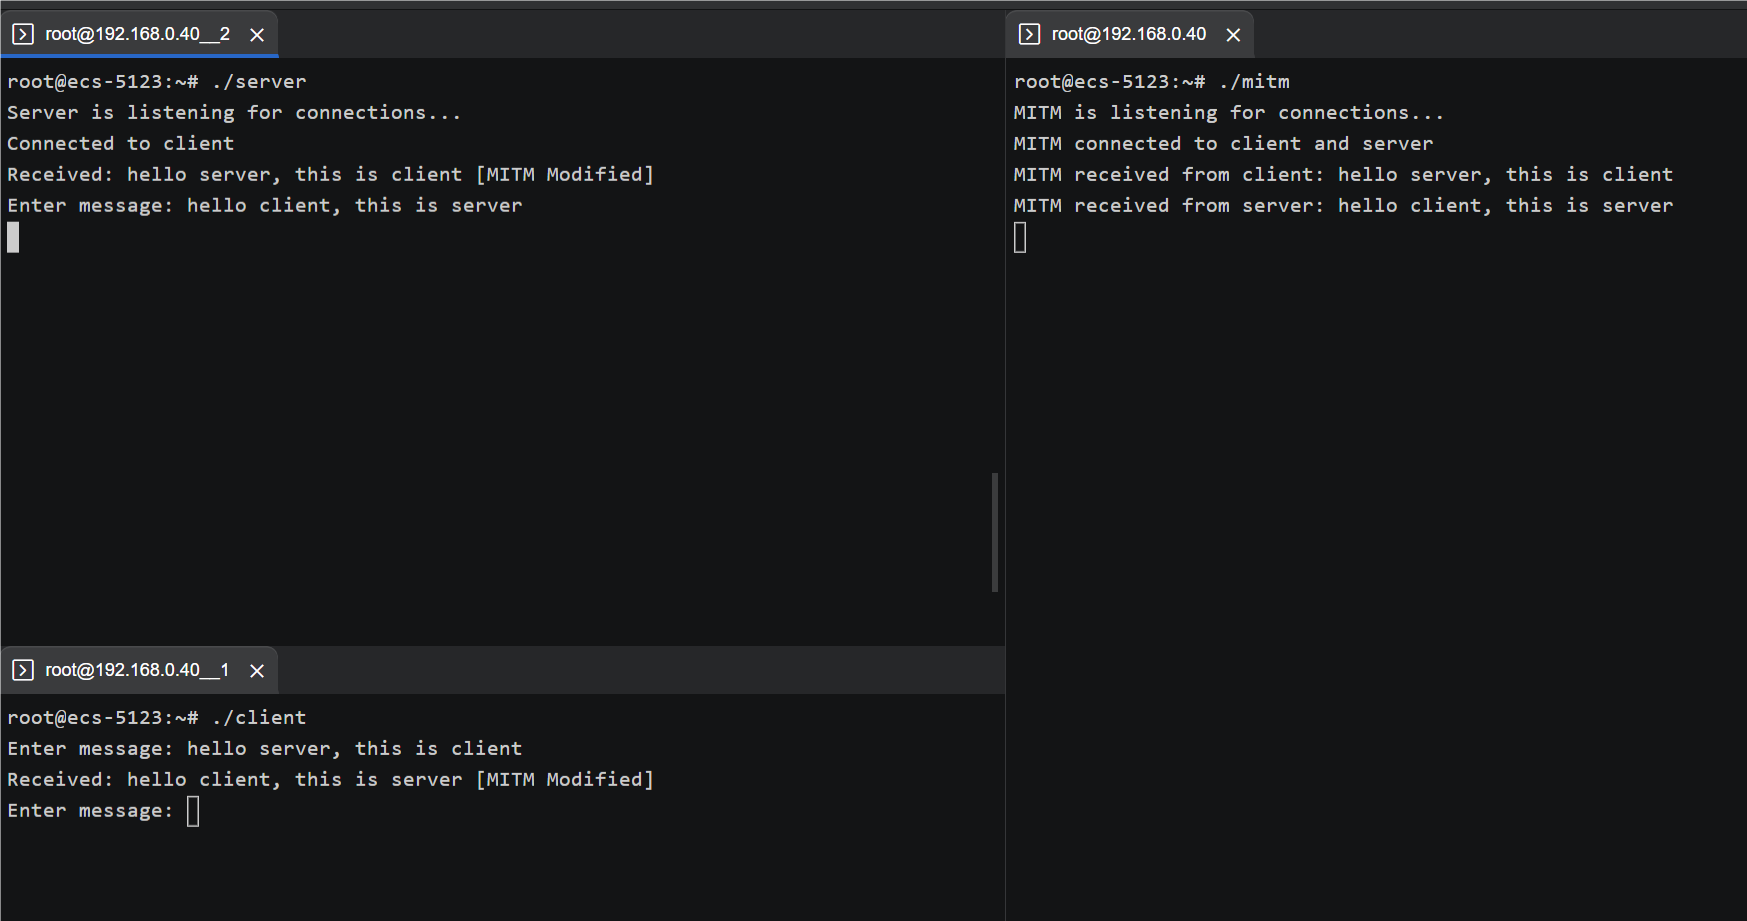 root@192.168.0.40__2
root@ecs-5123:~# ./server
Server is listening for connections...
Connected to client
Received: hello server, this is client [MITM Modified]
Enter message: hello client, this is server
root@192.168.0.40__1
root@ecs-5123:~# ./client
Enter message: hello server, this is client
Received: hello client, this is server [MITM Modified]
Enter message:
root@192.168.0.40
root@ecs-5123:~# ./mitm
MITM is listening for connections...
MITM connected to client and server
MITM received from client: hello server, this is client
MITM received from server: hello client, this is server